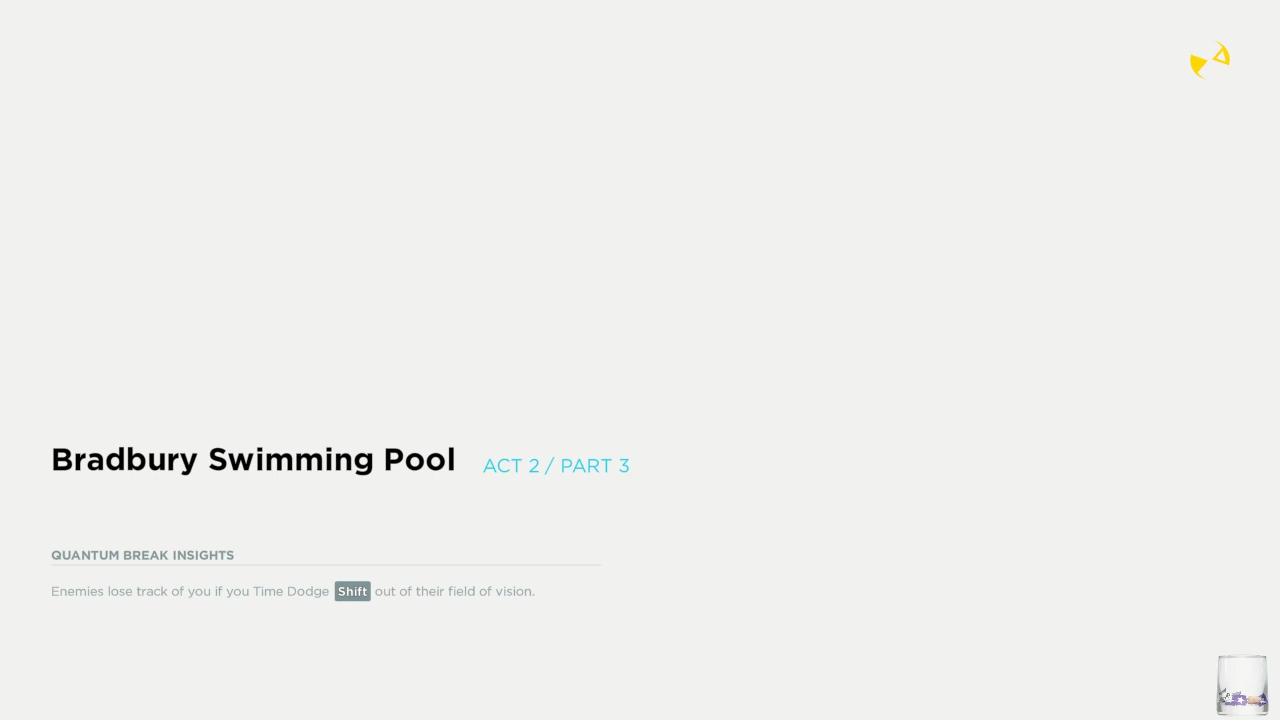 Bradbury Swimming Pool ACT 2 / PART 3
QUANTUM BREAK INSIGHTS
Enemies lose track of you if you Time Dodge Shift out of their field of vision.